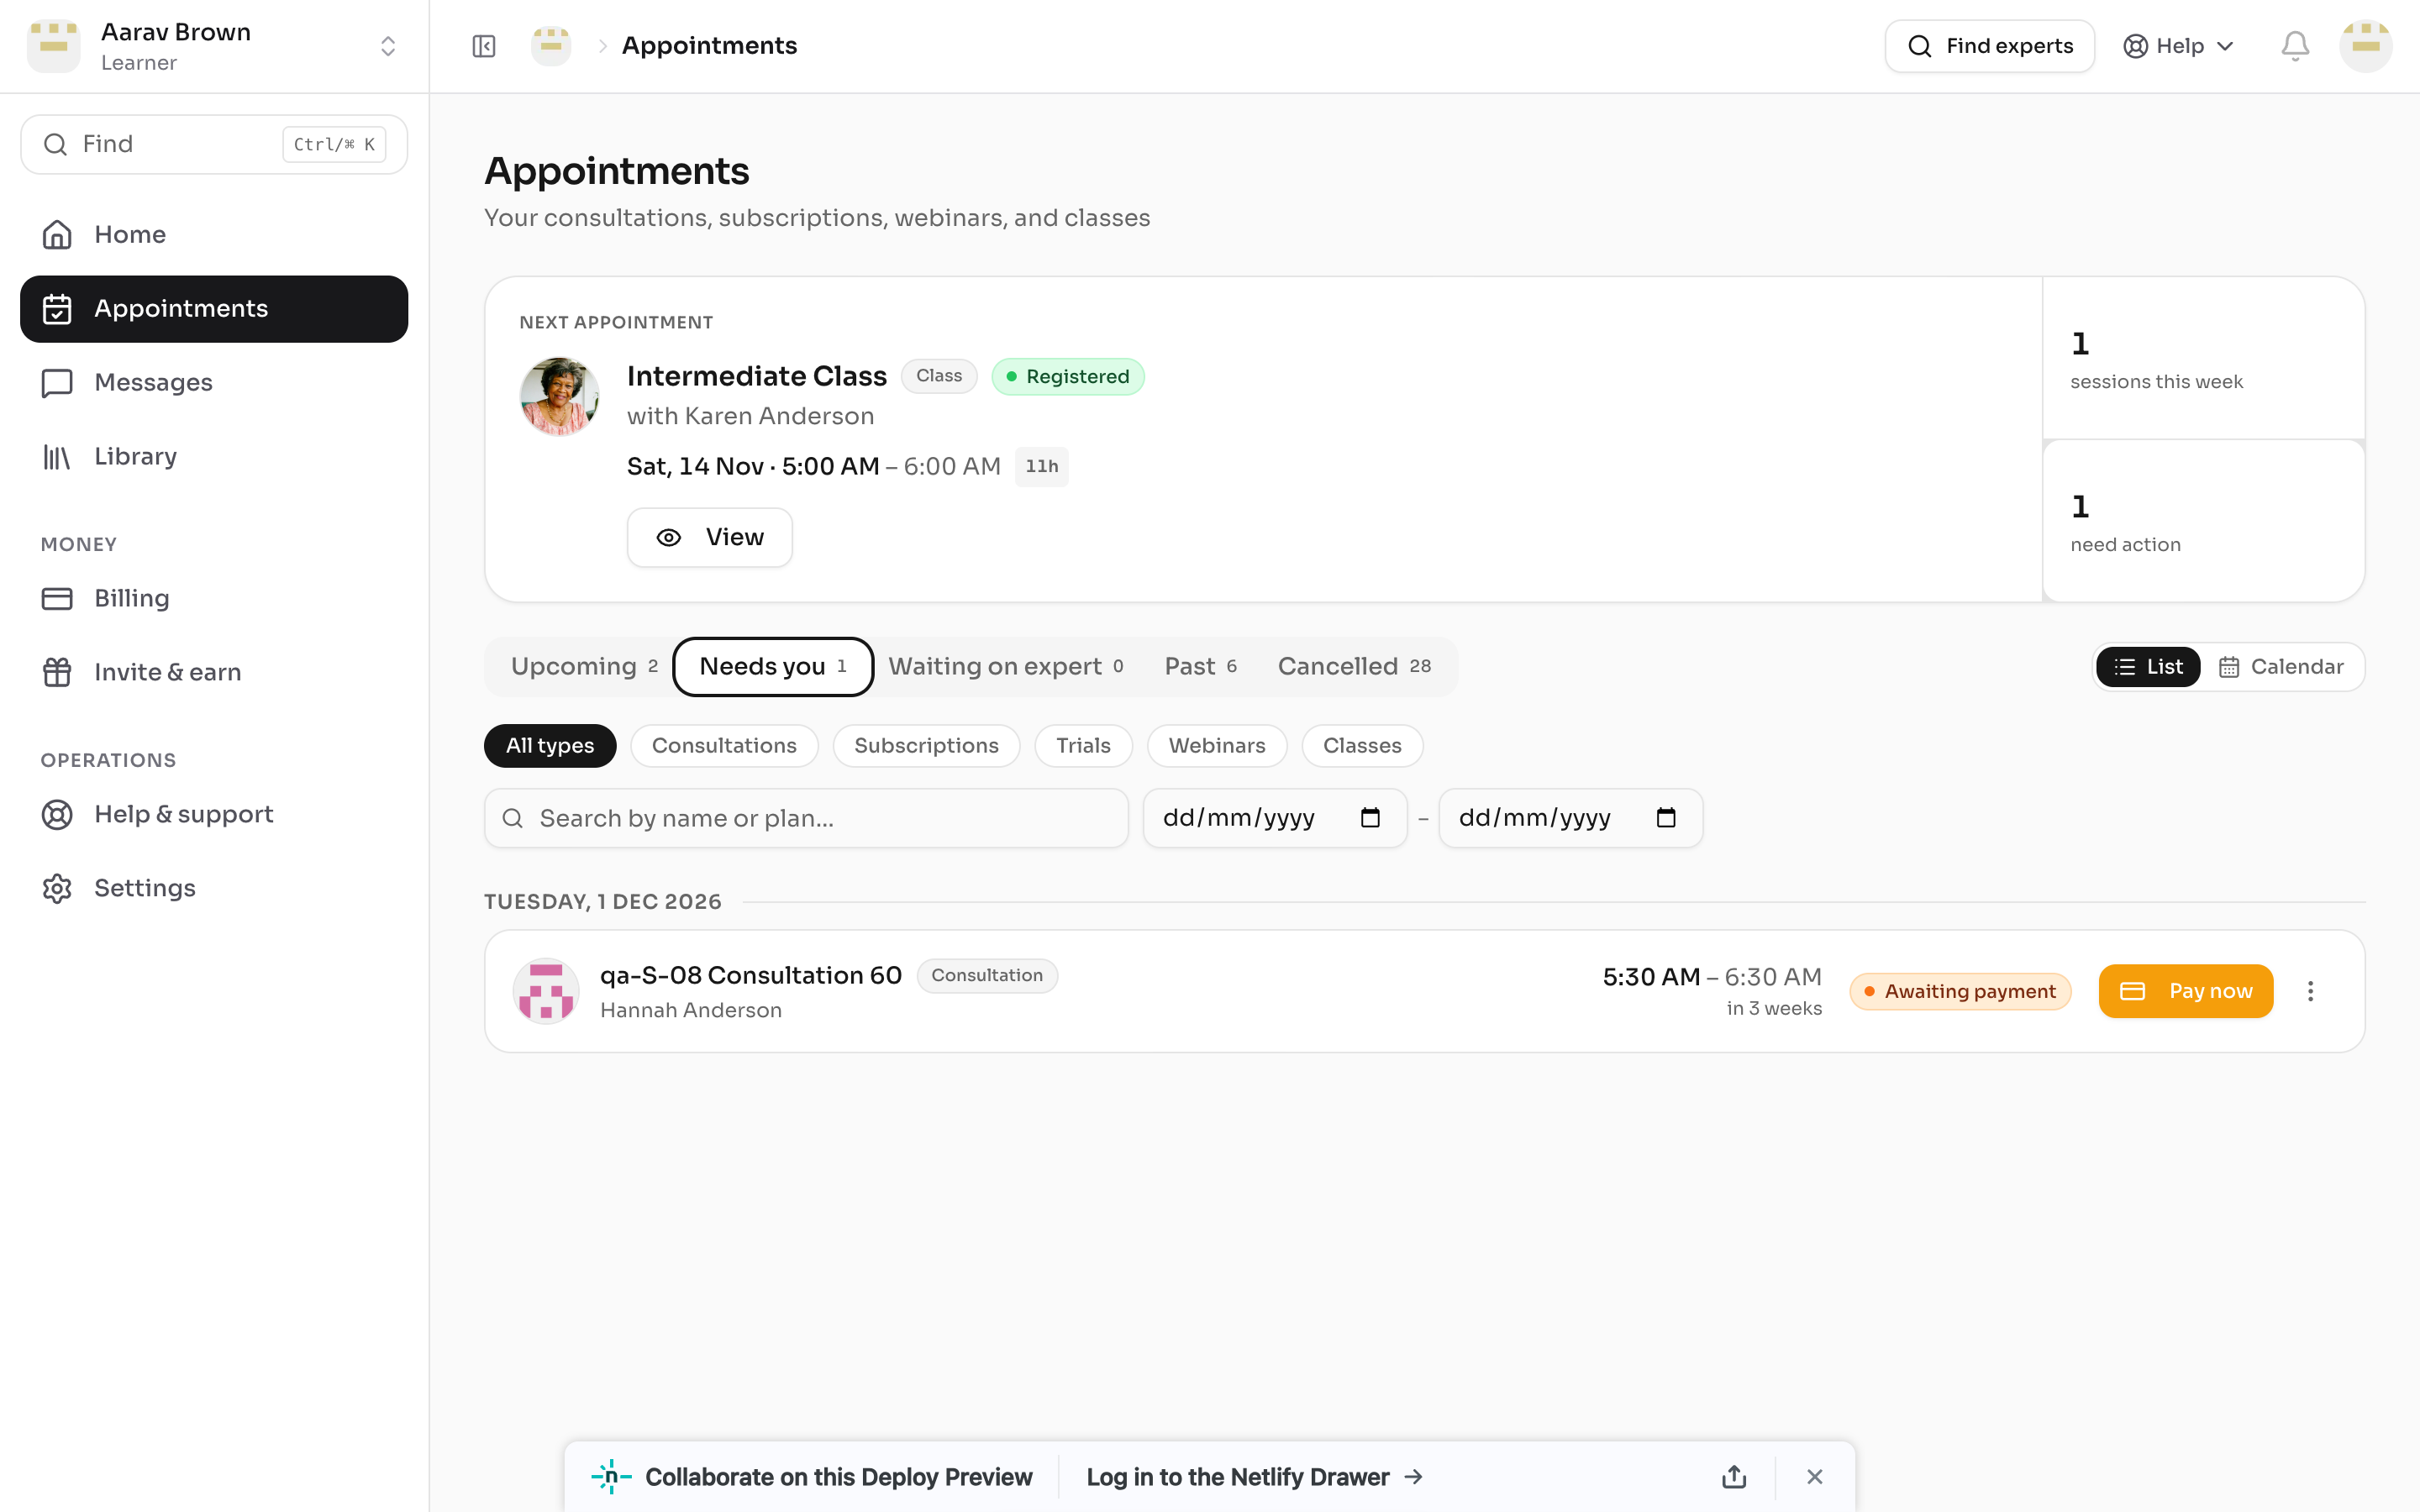 Aarav Brown
Learner
Find
Ctrl/⌘ K
Home
Appointments
Messages
Library
MONEY
Billing
Invite & earn
OPERATIONS
Help & support
Settings
Appointments
Find experts
Help
Appointments
Your consultations, subscriptions, webinars, and classes
NEXT APPOINTMENT
Intermediate Class Class Registered
with Karen Anderson
Sat, 14 Nov · 5:00 AM – 6:00 AM 11h
View
1
sessions this week
1
need action
Upcoming 2 Needs you 1 Waiting on expert 0 Past 6 Cancelled 28
List Calendar
All types Consultations Subscriptions Trials Webinars Classes
Search by name or plan... dd/mm/yyyy – dd/mm/yyyy
TUESDAY, 1 DEC 2026
qa-S-08 Consultation 60 Consultation
Hannah Anderson
5:30 AM – 6:30 AM
in 3 weeks
Awaiting payment
Pay now
Collaborate on this Deploy Preview Log in to the Netlify Drawer →